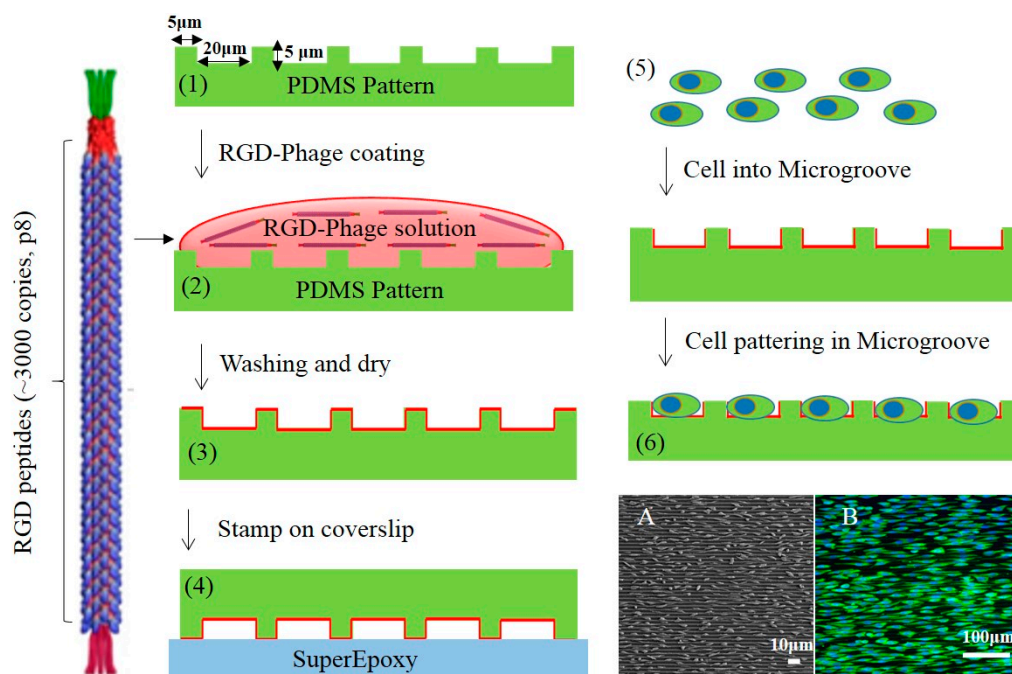 RGD peptides (~3000 copies, p8)
5μm
20μm
5 μm
PDMS Pattern
(1)
RGD-Phage coating
RGD-Phage solution
(2)
PDMS Pattern
Washing and dry
(3)
Stamp on coverslip
(4)
SuperEpoxy
(5)
Cell into Microgroove
Cell pattering in Microgroove
(6)
A
10μm
B
100μm